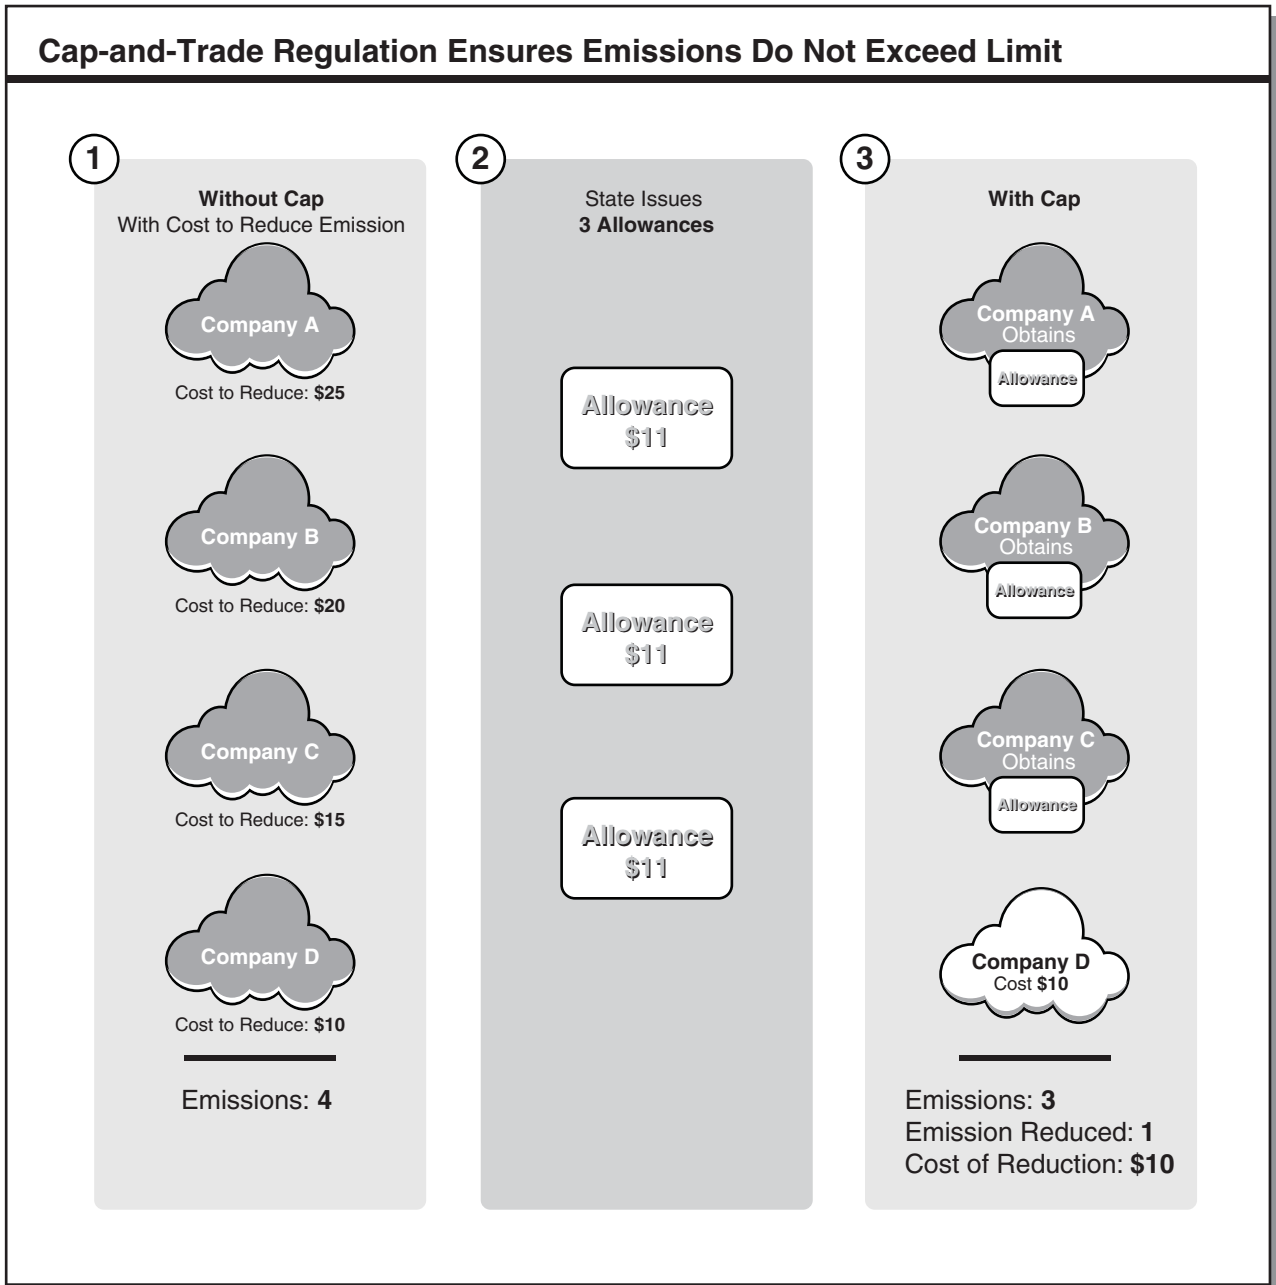 Cap-and-Trade Regulation Ensures Emissions Do Not Exceed Limit
1
Without Cap
With Cost to Reduce Emission
Company A
Cost to Reduce: $25
Company B
Cost to Reduce: $20
Company C
Cost to Reduce: $15
Company D
Cost to Reduce: $10
Emissions: 4
2
State Issues
3 Allowances
Allowance
$11
Allowance
$11
Allowance
$11
3
With Cap
Company A
Obtains
Allowance
Company B
Obtains
Allowance
Company C
Obtains
Allowance
Company D
Cost $10
Emissions: 3
Emission Reduced: 1
Cost of Reduction: $10